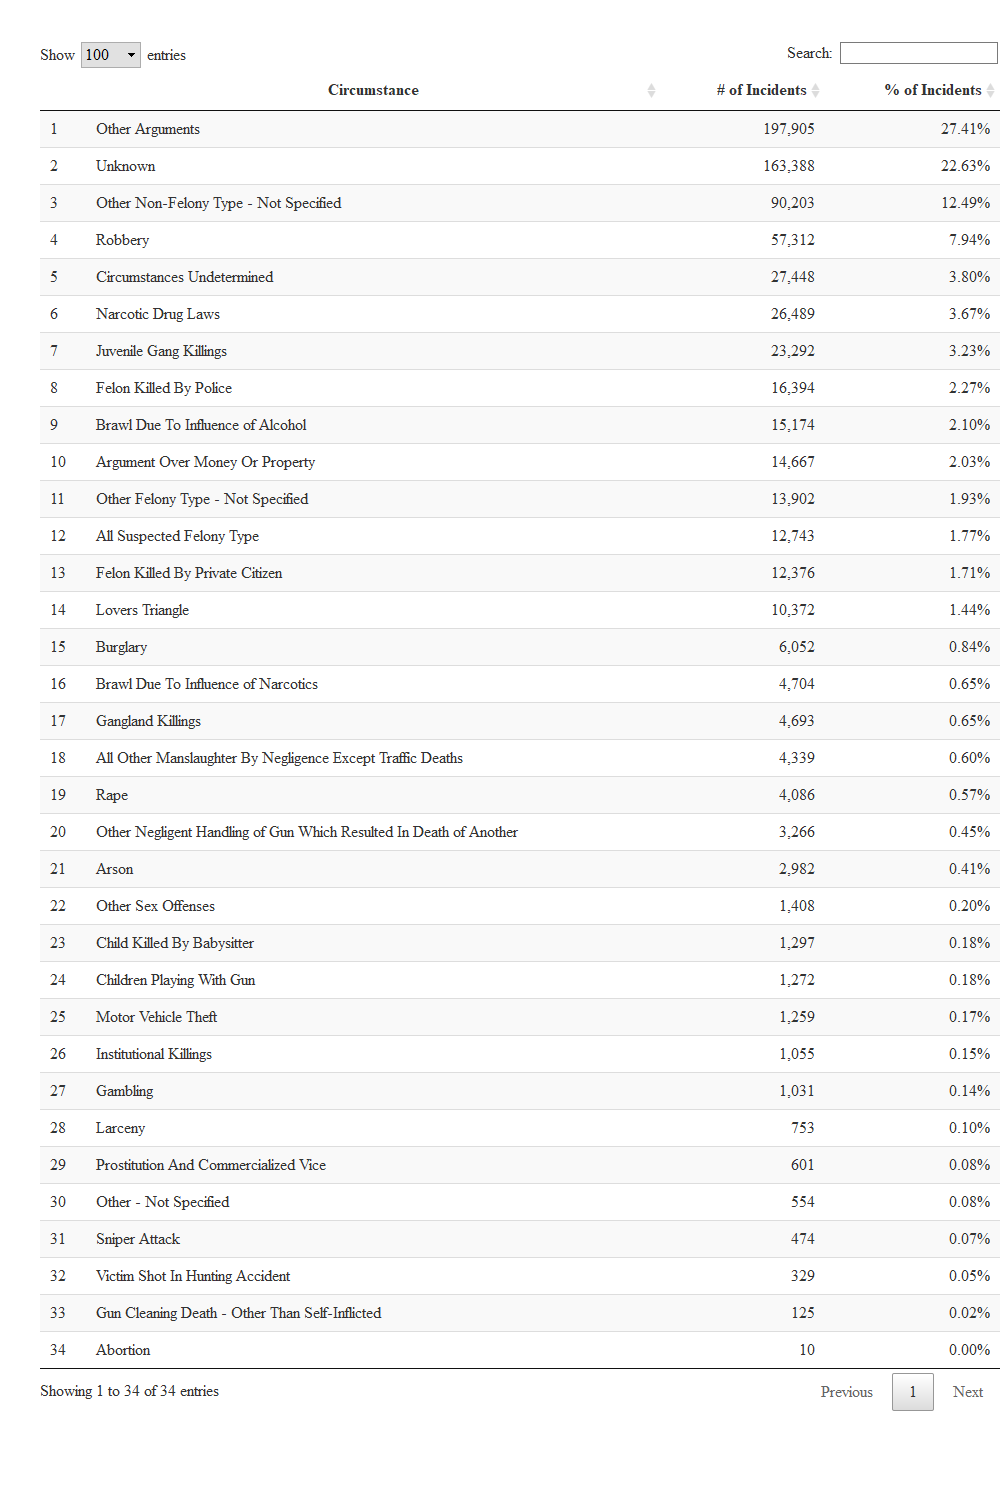 Show 100 entries Search:
Circumstance # of Incidents % of Incidents
1 Other Arguments 197,905 27.41%
2 Unknown 163,388 22.63%
3 Other Non-Felony Type - Not Specified 90,203 12.49%
4 Robbery 57,312 7.94%
5 Circumstances Undetermined 27,448 3.80%
6 Narcotic Drug Laws 26,489 3.67%
7 Juvenile Gang Killings 23,292 3.23%
8 Felon Killed By Police 16,394 2.27%
9 Brawl Due To Influence of Alcohol 15,174 2.10%
10 Argument Over Money Or Property 14,667 2.03%
11 Other Felony Type - Not Specified 13,902 1.93%
12 All Suspected Felony Type 12,743 1.77%
13 Felon Killed By Private Citizen 12,376 1.71%
14 Lovers Triangle 10,372 1.44%
15 Burglary 6,052 0.84%
16 Brawl Due To Influence of Narcotics 4,704 0.65%
17 Gangland Killings 4,693 0.65%
18 All Other Manslaughter By Negligence Except Traffic Deaths 4,339 0.60%
19 Rape 4,086 0.57%
20 Other Negligent Handling of Gun Which Resulted In Death of Another 3,266 0.45%
21 Arson 2,982 0.41%
22 Other Sex Offenses 1,408 0.20%
23 Child Killed By Babysitter 1,297 0.18%
24 Children Playing With Gun 1,272 0.18%
25 Motor Vehicle Theft 1,259 0.17%
26 Institutional Killings 1,055 0.15%
27 Gambling 1,031 0.14%
28 Larceny 753 0.10%
29 Prostitution And Commercialized Vice 601 0.08%
30 Other - Not Specified 554 0.08%
31 Sniper Attack 474 0.07%
32 Victim Shot In Hunting Accident 329 0.05%
33 Gun Cleaning Death - Other Than Self-Inflicted 125 0.02%
34 Abortion 10 0.00%
Showing 1 to 34 of 34 entries Previous 1 Next